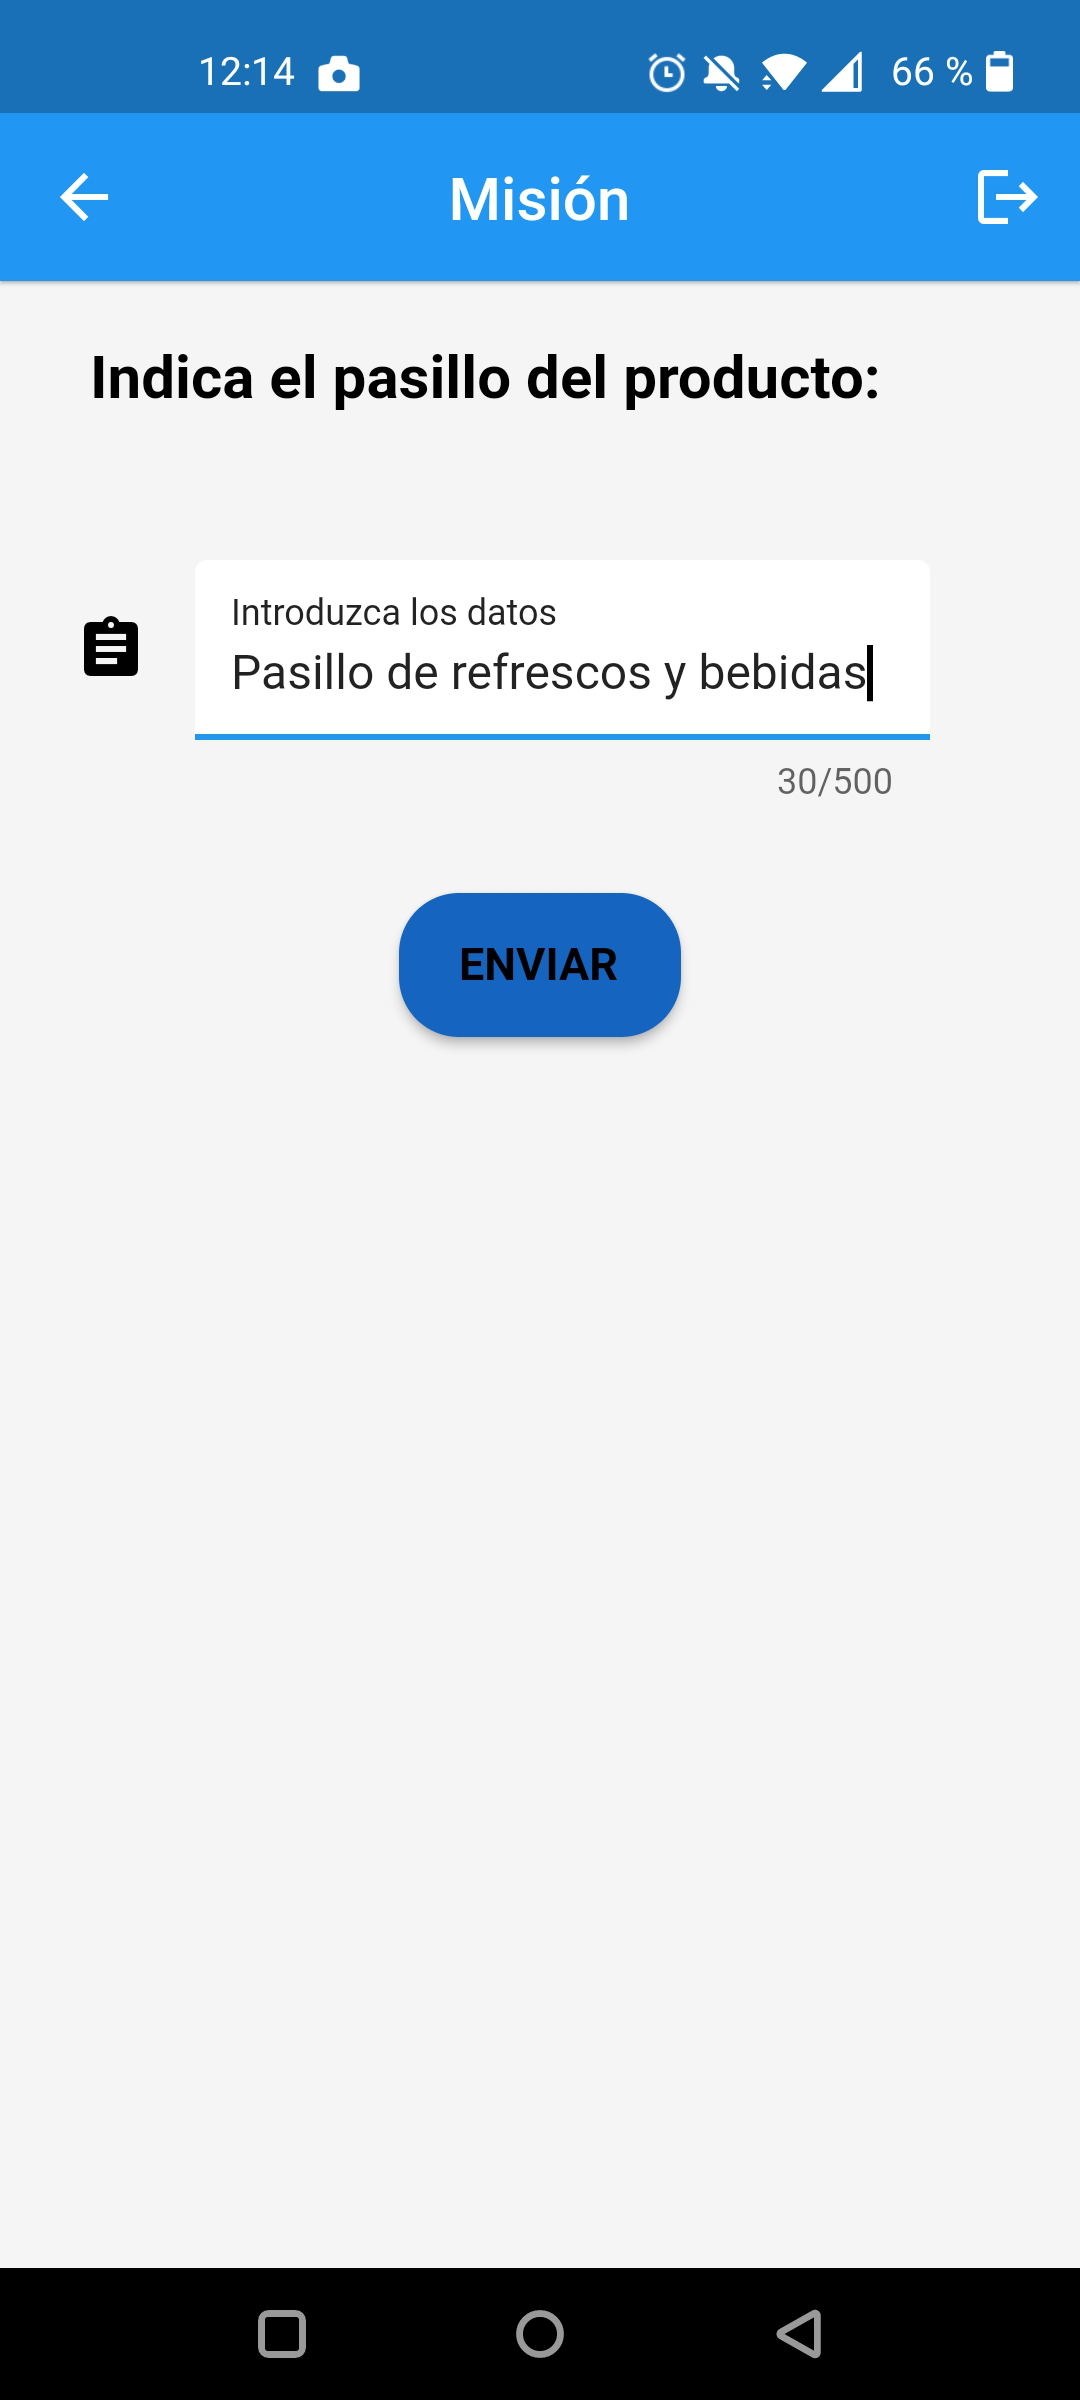 12:14 66 %
Misión
Indica el pasillo del producto:
Introduzca los datos
Pasillo de refrescos y bebidas
30/500
ENVIAR